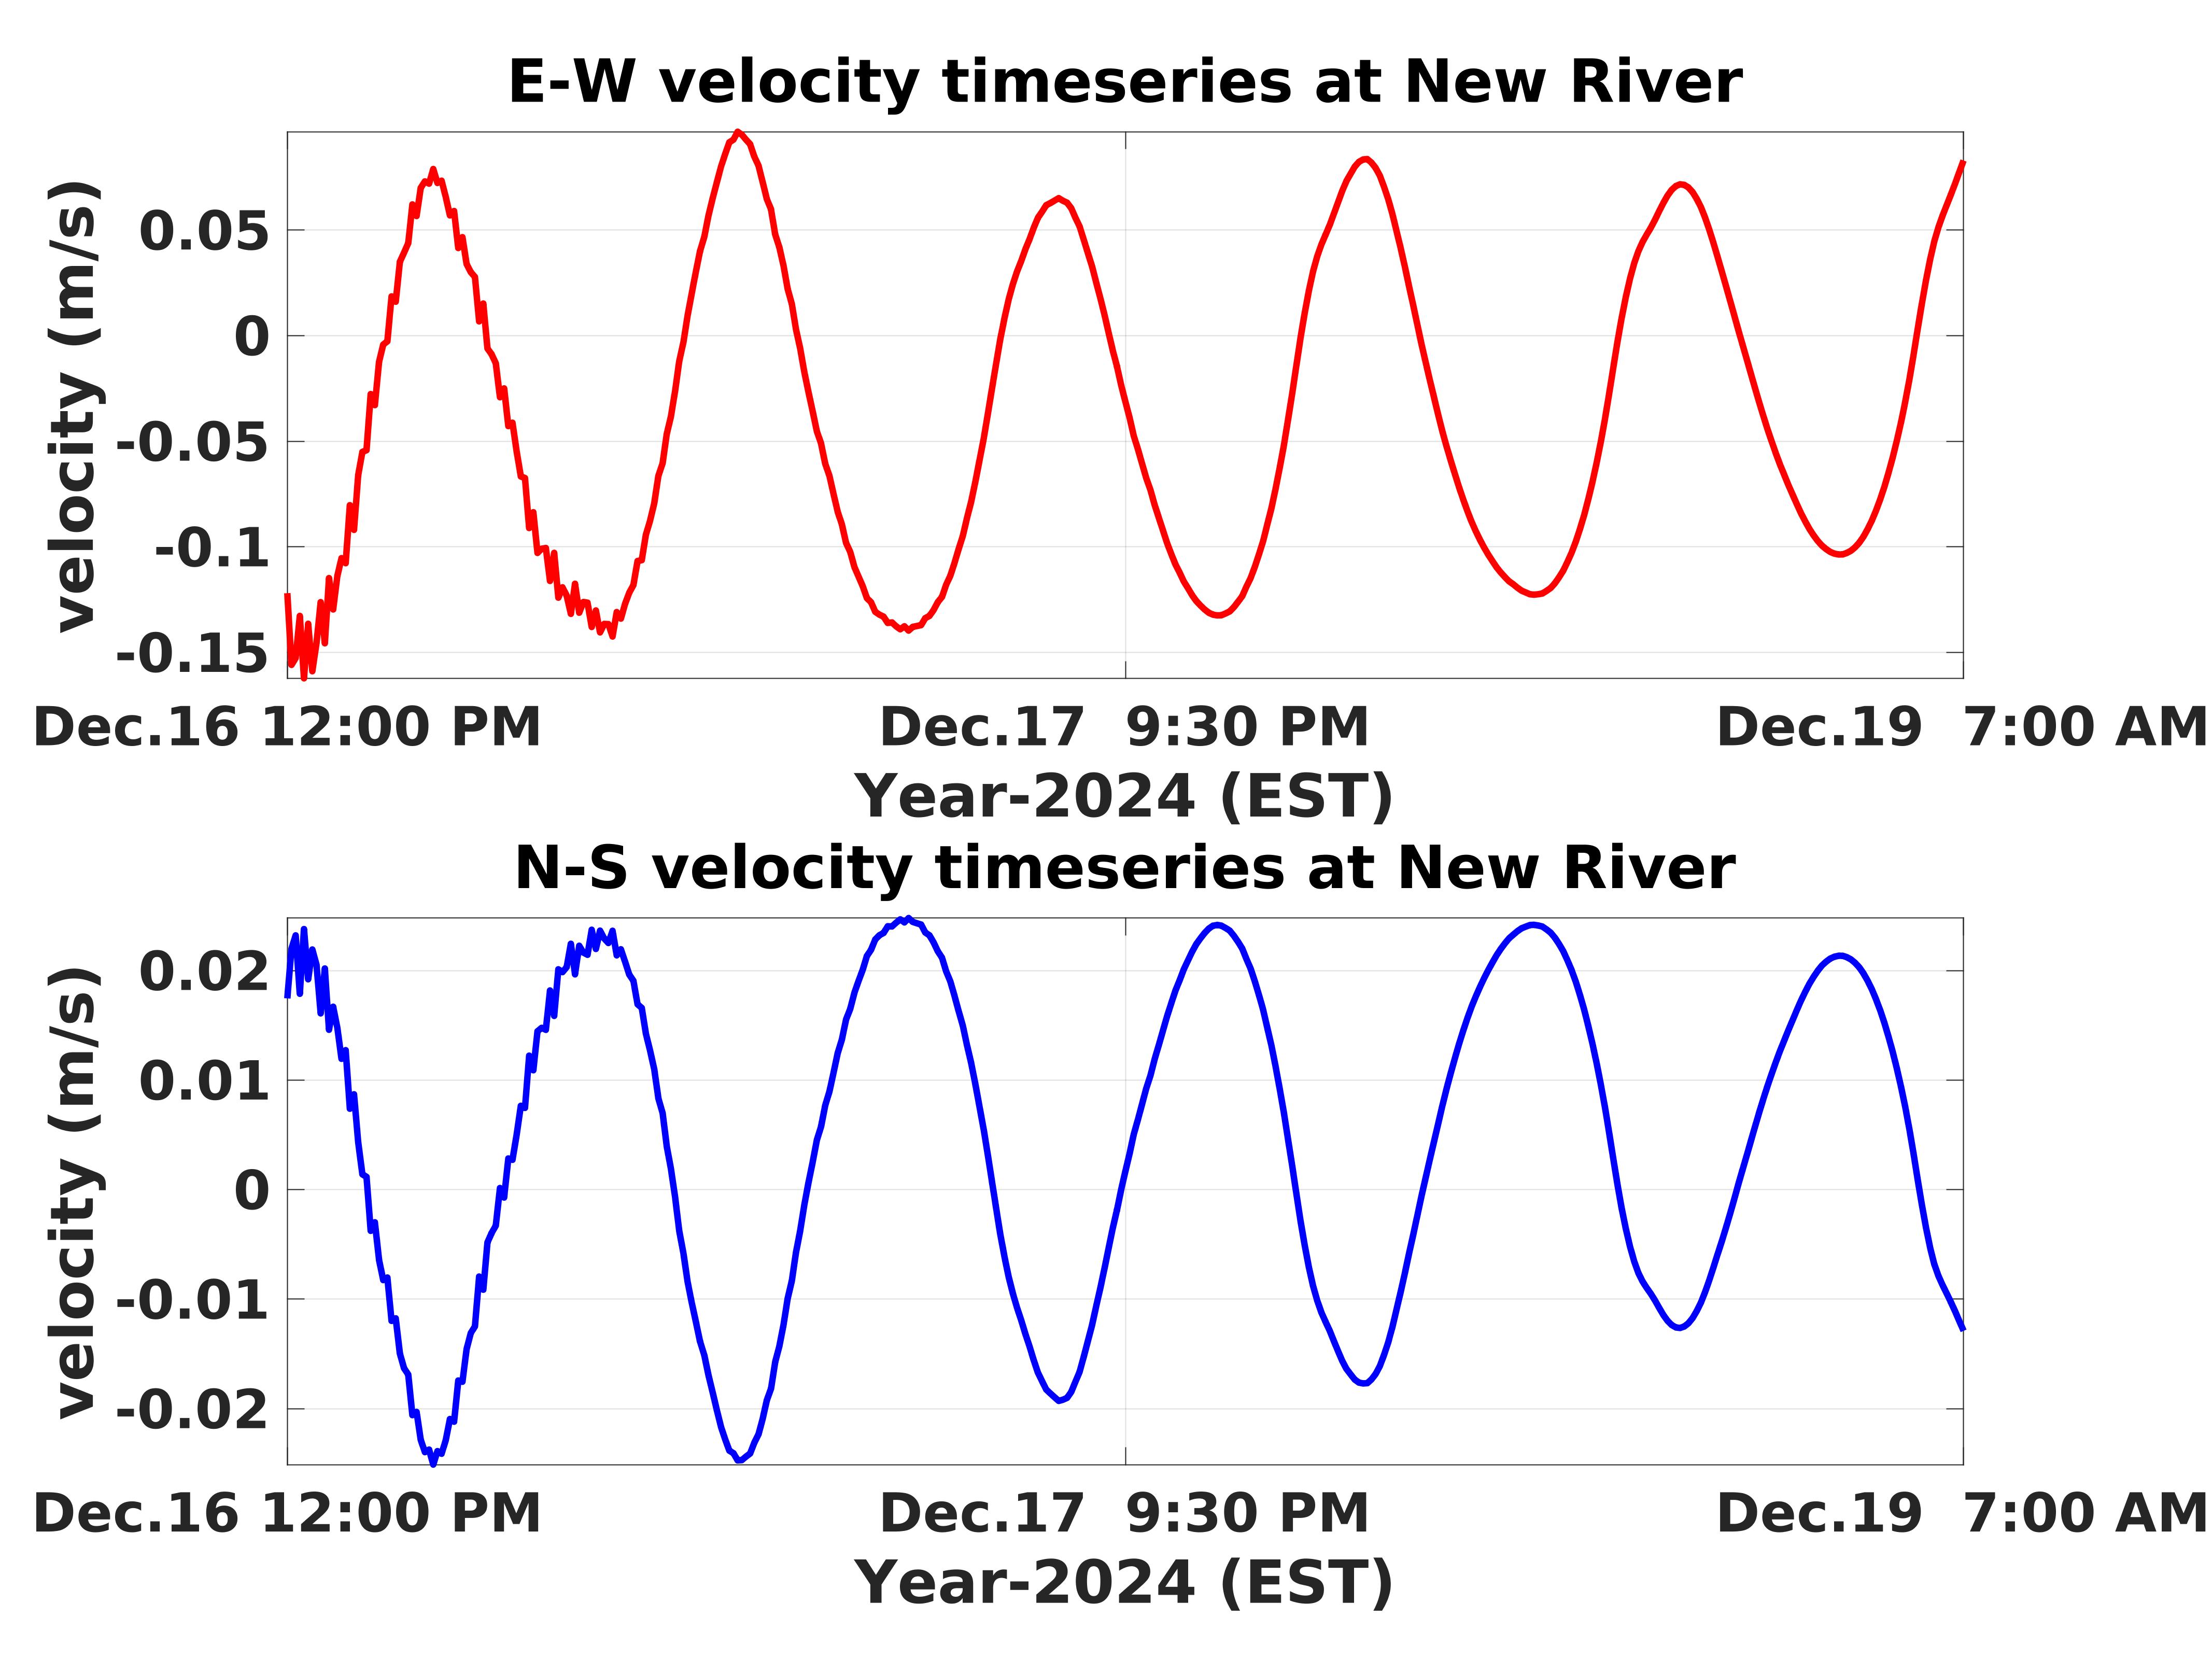 E-W velocity timeseries at New River
velocity (m/s)
0.05
0
-0.05
-0.1
-0.15
Dec.16 12:00 PM Dec.17 9:30 PM Dec.19 7:00 AM
Year-2024 (EST)
N-S velocity timeseries at New River
velocity (m/s)
0.02
0.01
0
-0.01
-0.02
Dec.16 12:00 PM Dec.17 9:30 PM Dec.19 7:00 AM
Year-2024 (EST)